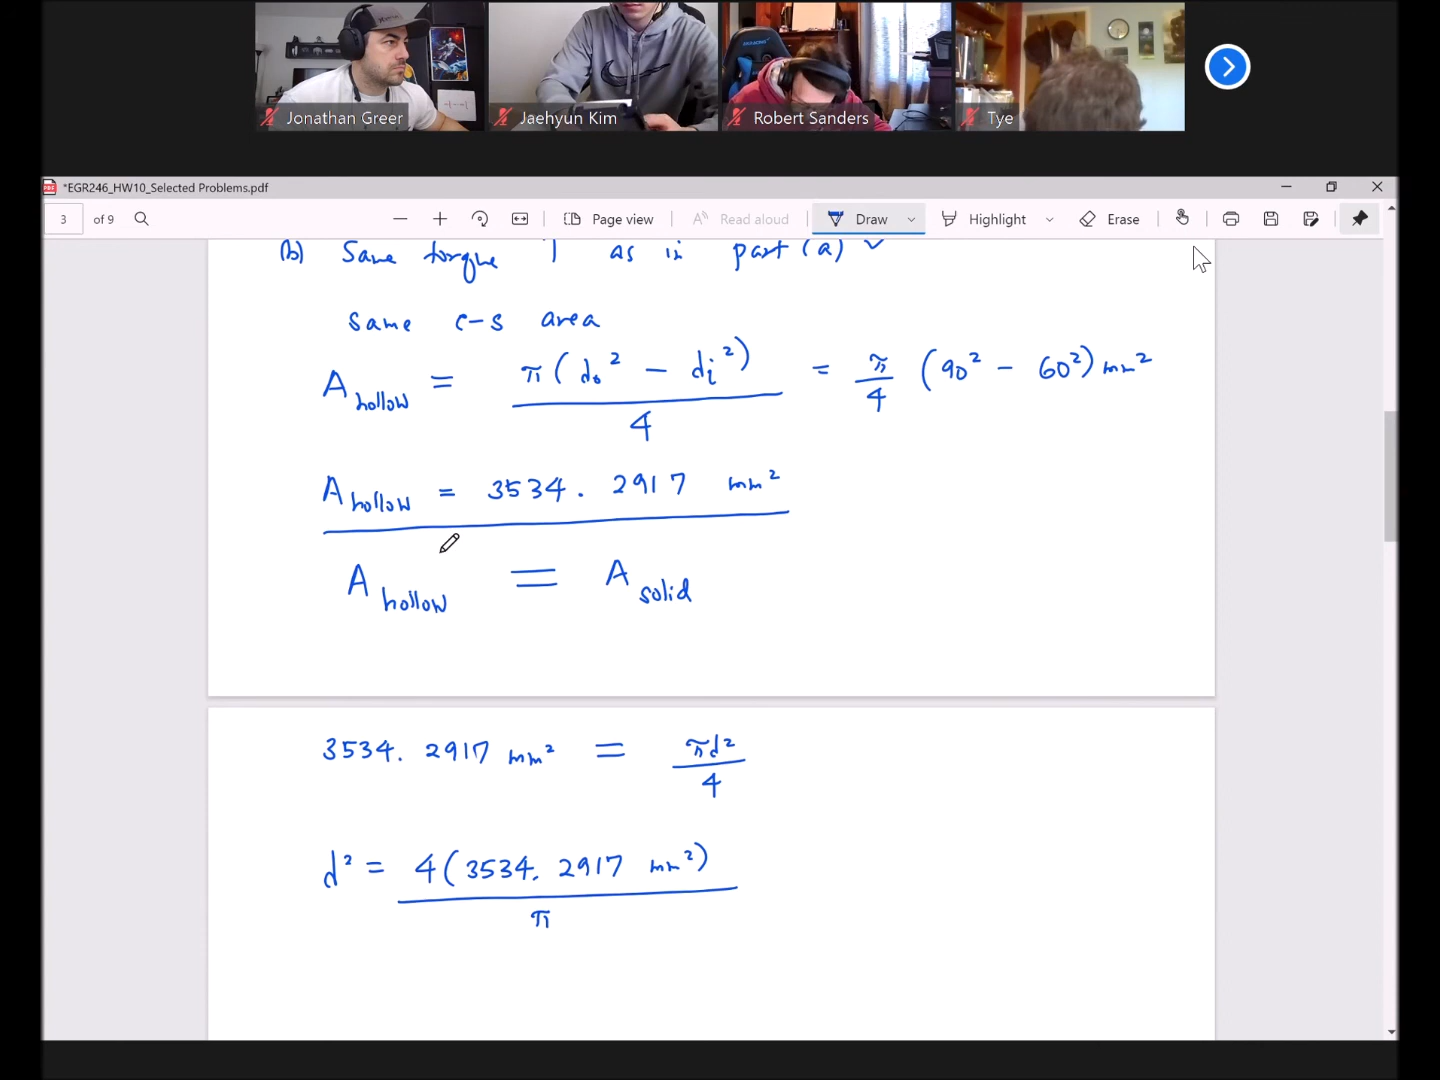 Jonathan Greer
Jaehyun Kim
Robert Sanders
Tye
*EGR246_HW10_Selected Problems.pdf
3 of 9 Page view Read aloud Draw Highlight Erase
(b) Same torque T as in part (a) ✓
Same c-s area
A hollow = π(d₀² − dᵢ²) / 4 = π/4 (90² − 60²) mm²
A hollow = 3534.2917 mm²
A hollow = A solid
3534.2917 mm² = πd²/4
d² = 4(3534.2917 mm²) / π